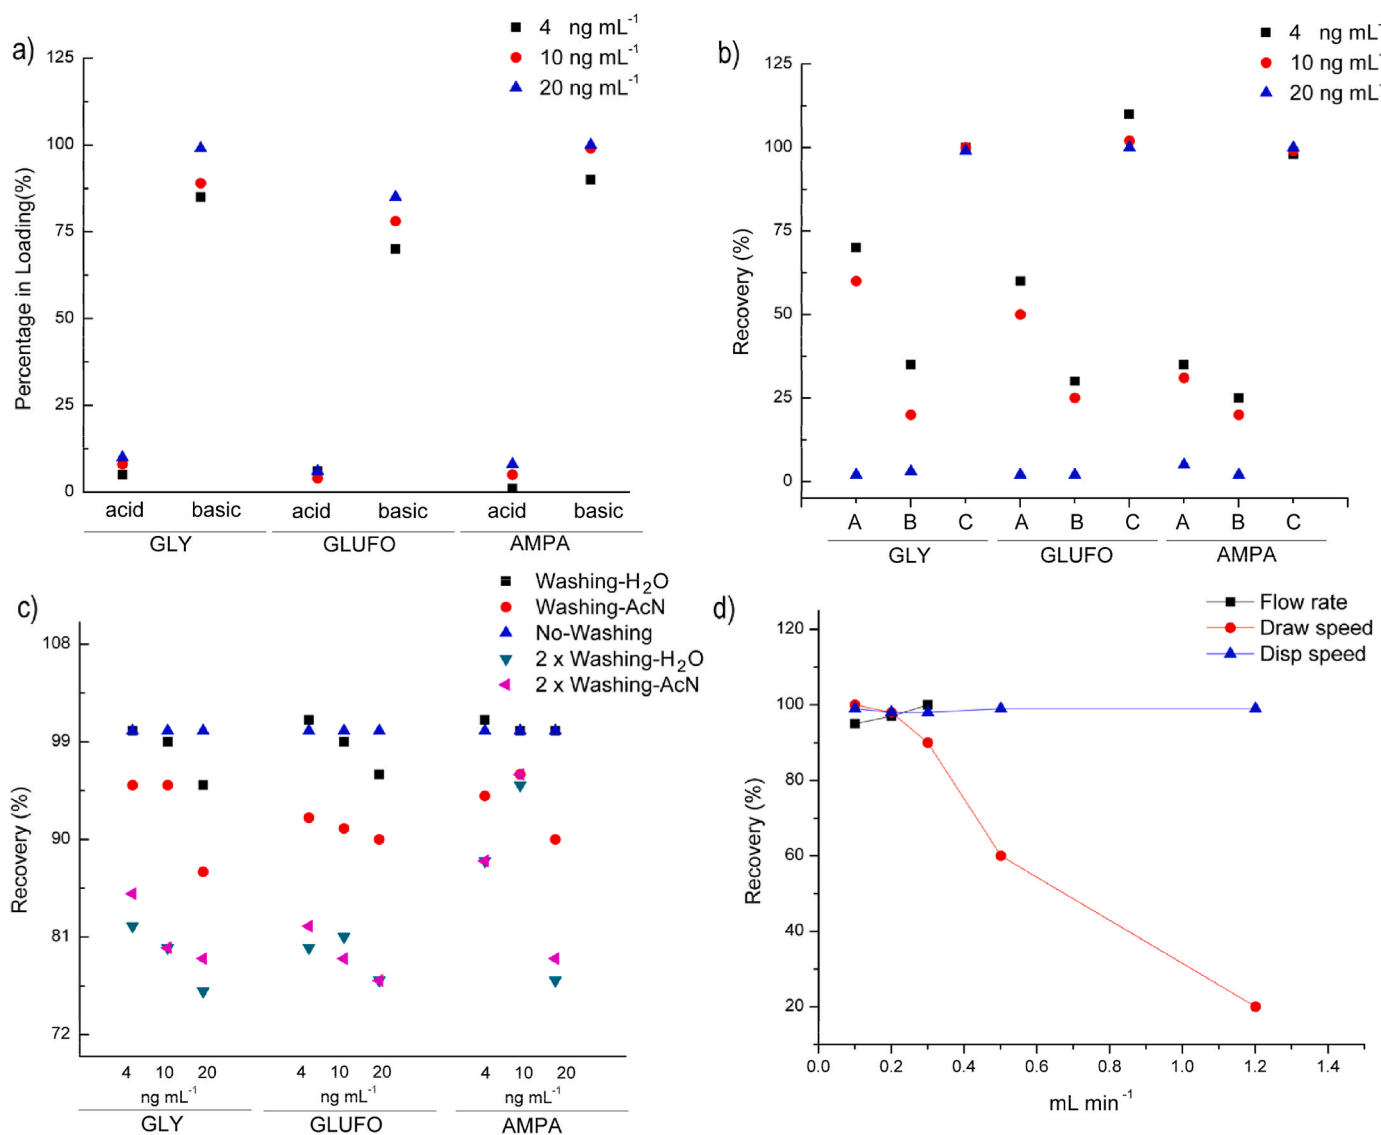 a)
4 ng mL⁻¹
10 ng mL⁻¹
20 ng mL⁻¹
Percentage in Loading(%)
125
100
75
50
25
0
acid basic acid basic acid basic
GLY GLUFO AMPA
b)
4 ng mL⁻
10 ng mL⁻
20 ng mL⁻
Recovery (%)
125
100
75
50
25
0
A B C A B C A B C
GLY GLUFO AMPA
c)
Washing-H₂O
Washing-AcN
No-Washing
2 x Washing-H₂O
2 x Washing-AcN
Recovery (%)
108
99
90
81
72
4 10 20 4 10 20 4 10 20
ng mL⁻¹ ng mL⁻¹ ng mL⁻¹
GLY GLUFO AMPA
d)
Flow rate
Draw speed
Disp speed
Recovery (%)
120
100
80
60
40
20
0.0 0.2 0.4 0.6 0.8 1.0 1.2 1.4
mL min⁻¹